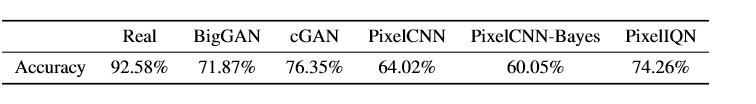 Real BigGAN cGAN PixelCNN PixelCNN-Bayes PixelIQN
Accuracy 92.58% 71.87% 76.35% 64.02% 60.05% 74.26%